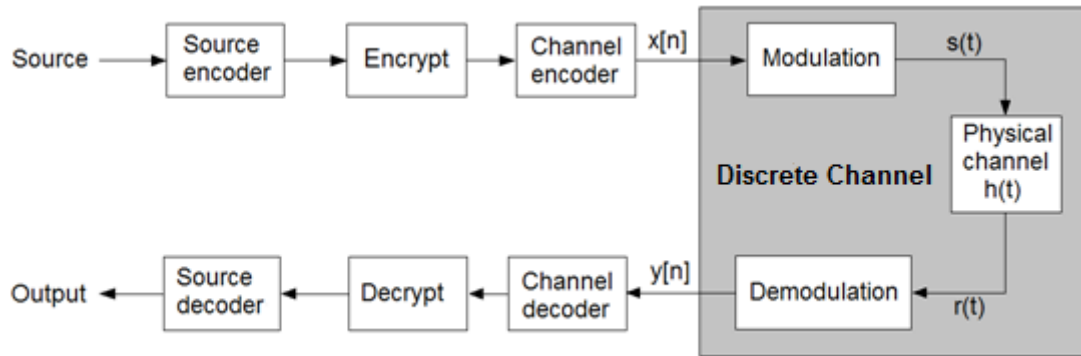 Source
Source
encoder
Encrypt
Channel
encoder
x[n]
Modulation
s(t)
Physical
channel
h(t)
Discrete Channel
Output
Source
decoder
Decrypt
Channel
decoder
y[n]
Demodulation
r(t)